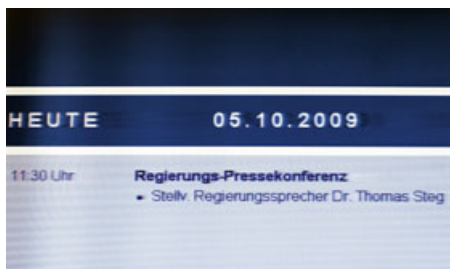 HEUTE 05.10.2009
11:30 Uhr Regierungs-Pressekonferenz
Stellv. Regierungssprecher Dr. Thomas Steg